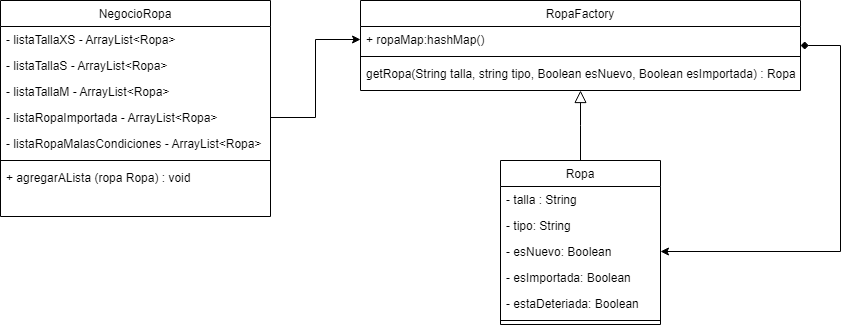 NegocioRopa
- listaTallaXS - ArrayList<Ropa>
- listaTallaS - ArrayList<Ropa>
- listaTallaM - ArrayList<Ropa>
- listaRopaImportada - ArrayList<Ropa>
- listaRopaMalasCondiciones - ArrayList<Ropa>
+ agregarALista (ropa Ropa) : void
RopaFactory
+ ropaMap:hashMap()
getRopa(String talla, string tipo, Boolean esNuevo, Boolean esImportada) : Ropa
Ropa
- talla : String
- tipo: String
- esNuevo: Boolean
- esImportada: Boolean
- estaDeteriada: Boolean